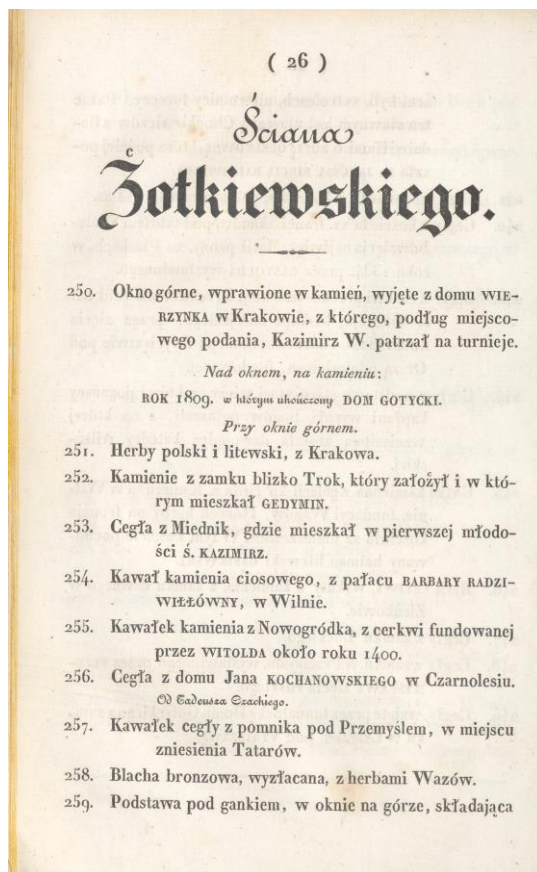 ( 26 )
Ściana
Żołkiewskiego.
250. Okno górne, wprawione w kamień, wyjęte z domu WIE-
RZYNKA w Krakowie, z którego, podług miejsco-
wego podania, Kazimirz W. patrzał na turnieje.
Nad oknem, na kamieniu:
ROK 1809. w którym ukończony DOM GOTYCKI.
Przy oknie górnem.
251. Herby polski i litewski, z Krakowa.
252. Kamienie z zamku blizko Trok, który założył i w któ-
rym mieszkał GEDYMIN.
253. Cegła z Miednik, gdzie mieszkał w pierwszej młodo-
ści Ś. KAZIMIRZ.
254. Kawał kamienia ciosowego, z pałacu BARBARY RADZI-
WIŁŁÓWNY, w Wilnie.
255. Kawałek kamienia z Nowogródka, z cerkwi fundowanej
przez WITOLDA około roku 1400.
256. Cegła z domu Jana KOCHANOWSKIEGO w Czarnolesiu.
Od Tadeusza Czackiego.
257. Kawałek cegły z pomnika pod Przemyślem, w miejscu
zniesienia Tatarów.
258. Blacha bronzowa, wyzłacana, z herbami Wazów.
259. Podstawa pod gankiem, w oknie na górze, składająca